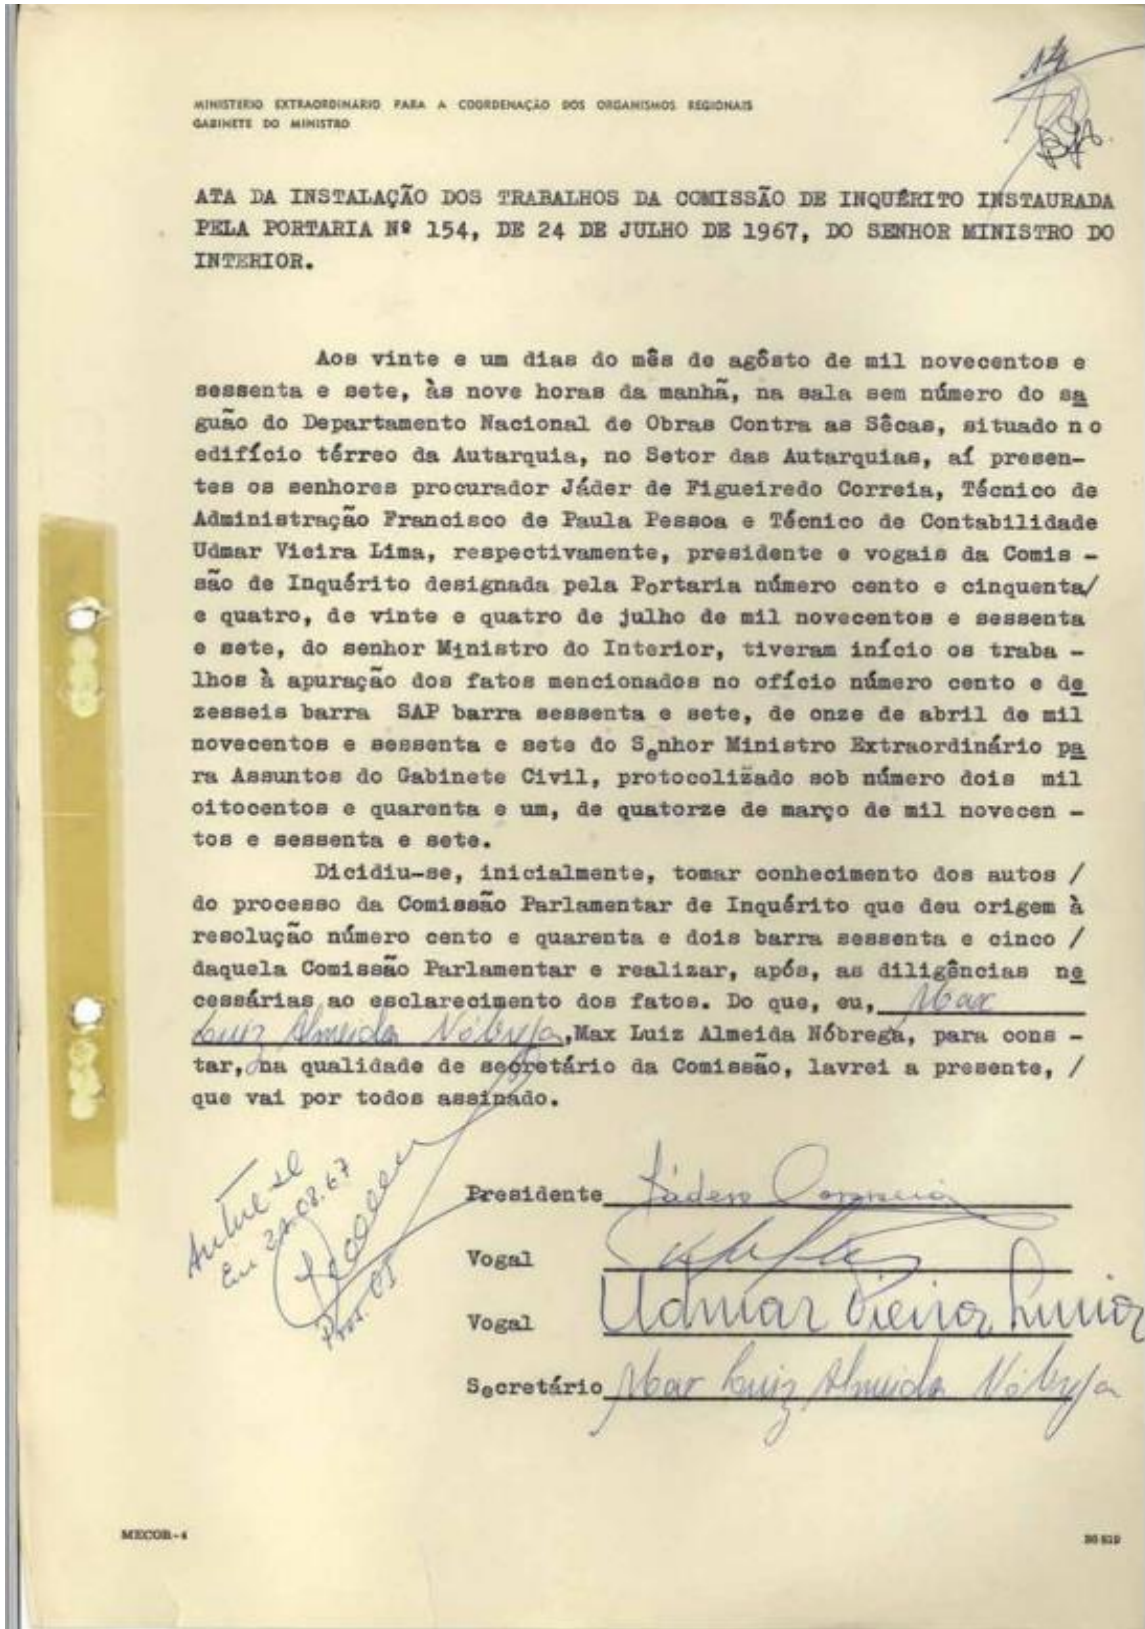 14
MINISTERIO EXTRAORDINÁRIO PARA A COORDENAÇÃO DOS ORGANISMOS REGIONAIS
GABINETE DO MINISTRO
ATA DA INSTALAÇÃO DOS TRABALHOS DA COMISSÃO DE INQUÉRITO INSTAURADA
PELA PORTARIA Nº 154, DE 24 DE JULHO DE 1967, DO SENHOR MINISTRO DO
INTERIOR.
Aos vinte e um dias do mês de agôsto de mil novecentos e
sessenta e sete, às nove horas da manhã, na sala sem número do sa
guão do Departamento Nacional de Obras Contra as Sêcas, situado no
edifício térreo da Autarquia, no Setor das Autarquias, aí presen-
tes os senhores procurador Jáder de Figueiredo Correia, Técnico de
Administração Francisco de Paula Pessoa e Técnico de Contabilidade
Udmar Vieira Lima, respectivamente, presidente e vogais da Comis -
são de Inquérito designada pela Portaria número cento e cinquenta/
e quatro, de vinte e quatro de julho de mil novecentos e sessenta
e sete, do senhor Ministro do Interior, tiveram início os traba -
lhos à apuração dos fatos mencionados no ofício número cento e de
zesseis barra SAP barra sessenta e sete, de onze de abril de mil
novecentos e sessenta e sete do Senhor Ministro Extraordinário pa
ra Assuntos do Gabinete Civil, protocolizado sob número dois mil
oitocentos e quarenta e um, de quatorze de março de mil novecen -
tos e sessenta e sete.
Dicidiu-se, inicialmente, tomar conhecimento dos autos /
do processo da Comissão Parlamentar de Inquérito que deu origem à
resolução número cento e quarenta e dois barra sessenta e cinco /
daquela Comissão Parlamentar e realizar, após, as diligências ne
cessárias ao esclarecimento dos fatos. Do que, eu, Max
Luiz Almeida Nóbrega, Max Luiz Almeida Nóbrega, para cons -
tar, na qualidade de secretário da Comissão, lavrei a presente, /
que vai por todos assinado.
Autue-se
Em 21.08.67
Pres. CI
Presidente Jáder Correia
Vogal
Vogal Udmar Vieira Lima
Secretário Max Luiz Almeida Nóbrega
MECOR-4